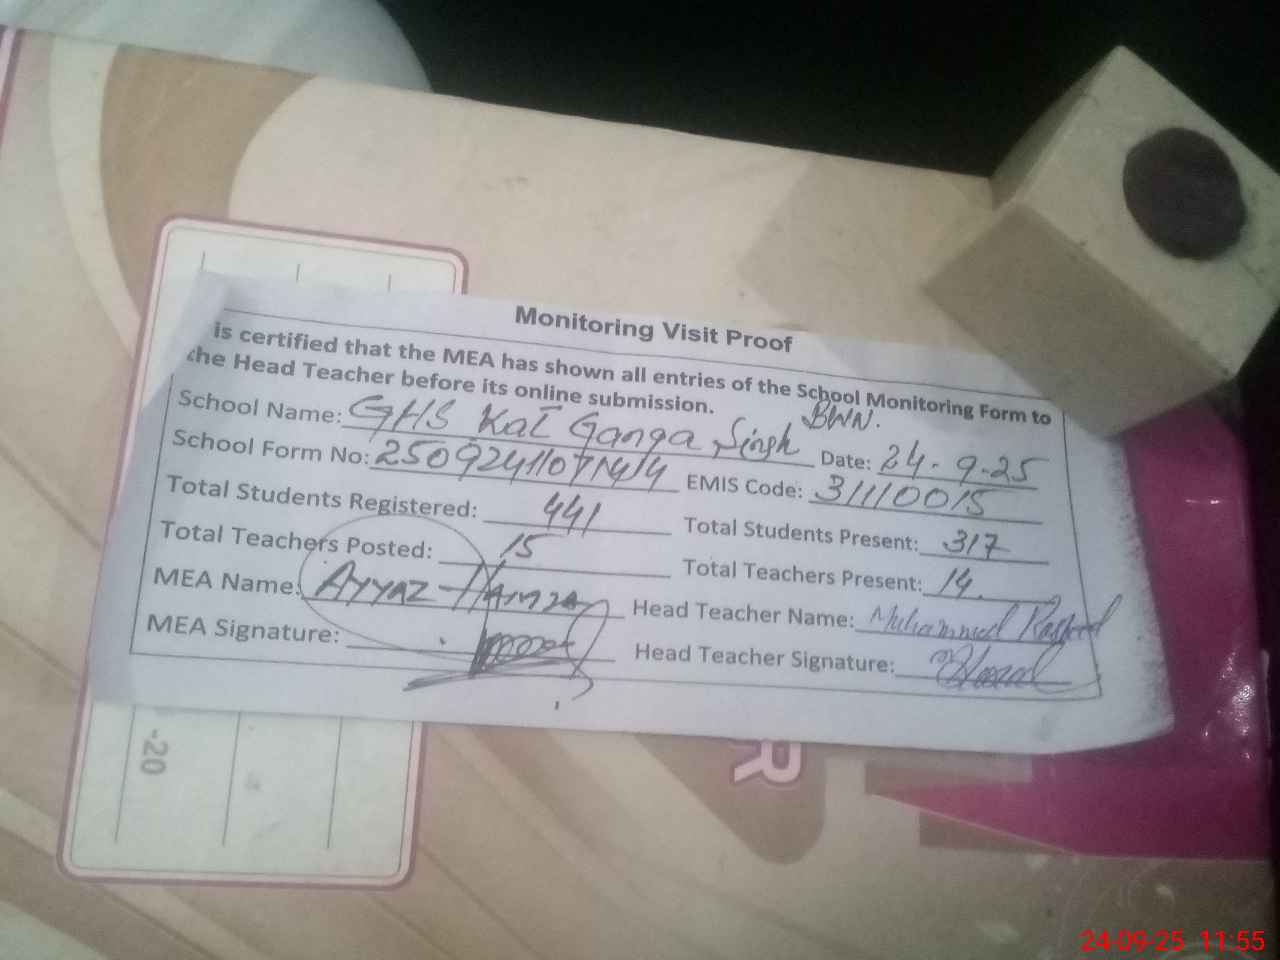 Monitoring Visit Proof
is certified that the MEA has shown all entries of the School Monitoring Form to
the Head Teacher before its online submission.
School Name: GHS Kat Ganga Singh BWN. Date: 24-9-25
School Form No: EMIS Code: 31110015
Total Students Registered: 441 Total Students Present: 317
Total Teachers Posted: 15 Total Teachers Present: 14
MEA Name: AYYAZ HAMZA Head Teacher Name: Muhammad Rasheed
MEA Signature: Head Teacher Signature:
-20
R
24-09-25 11:55